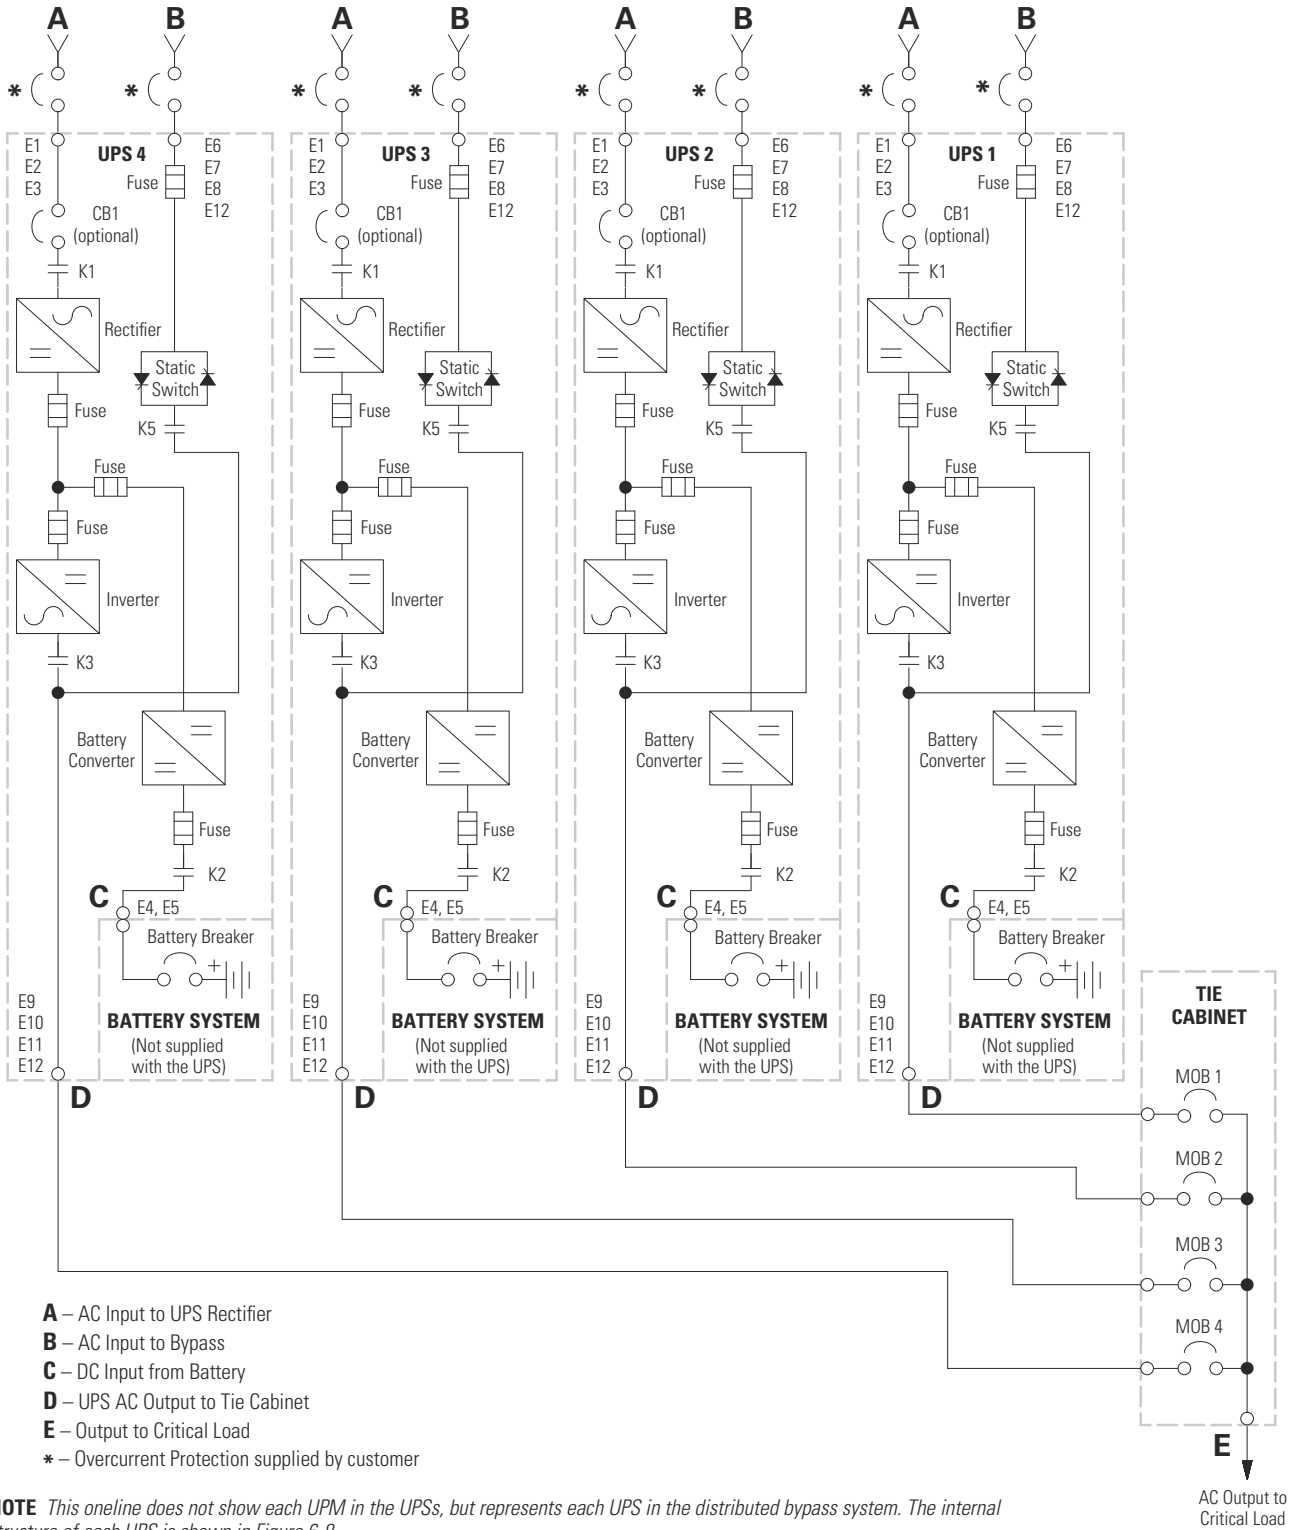 A B A B A B A B
* * * * * * * *
E1 UPS 4 E6 E1 UPS 3 E6 E1 UPS 2 E6 E1 UPS 1 E6
E2 E7 E2 E7 E2 E7 E2 E7
E3 Fuse E8 E3 Fuse E8 E3 Fuse E8 E3 Fuse E8
E12 E12 E12 E12
CB1 CB1 CB1 CB1
(optional) (optional) (optional) (optional)
K1 K1 K1 K1
Rectifier Rectifier Rectifier Rectifier
Static Static Static Static
Switch Switch Switch Switch
Fuse Fuse Fuse Fuse
K5 K5 K5 K5
Fuse Fuse Fuse Fuse
Fuse Fuse Fuse Fuse
Inverter Inverter Inverter Inverter
K3 K3 K3 K3
Battery Battery Battery Battery
Converter Converter Converter Converter
Fuse Fuse Fuse Fuse
K2 K2 K2 K2
C E4, E5 C E4, E5 C E4, E5 C E4, E5
Battery Breaker Battery Breaker Battery Breaker Battery Breaker
+ + + +
E9 E9 E9 E9
E10 BATTERY SYSTEM E10 BATTERY SYSTEM E10 BATTERY SYSTEM E10 BATTERY SYSTEM
E11 (Not supplied E11 (Not supplied E11 (Not supplied E11 (Not supplied
E12 with the UPS) E12 with the UPS) E12 with the UPS) E12 with the UPS)
D D D D
TIE
CABINET
MOB 1
MOB 2
MOB 3
MOB 4
E
AC Output to
Critical Load
A – AC Input to UPS Rectifier
B – AC Input to Bypass
C – DC Input from Battery
D – UPS AC Output to Tie Cabinet
E – Output to Critical Load
* – Overcurrent Protection supplied by customer
This oneline does not show each UPM in the UPSs, but represents each UPS in the distributed bypass system. The internal
of each UPS is shown in Figure